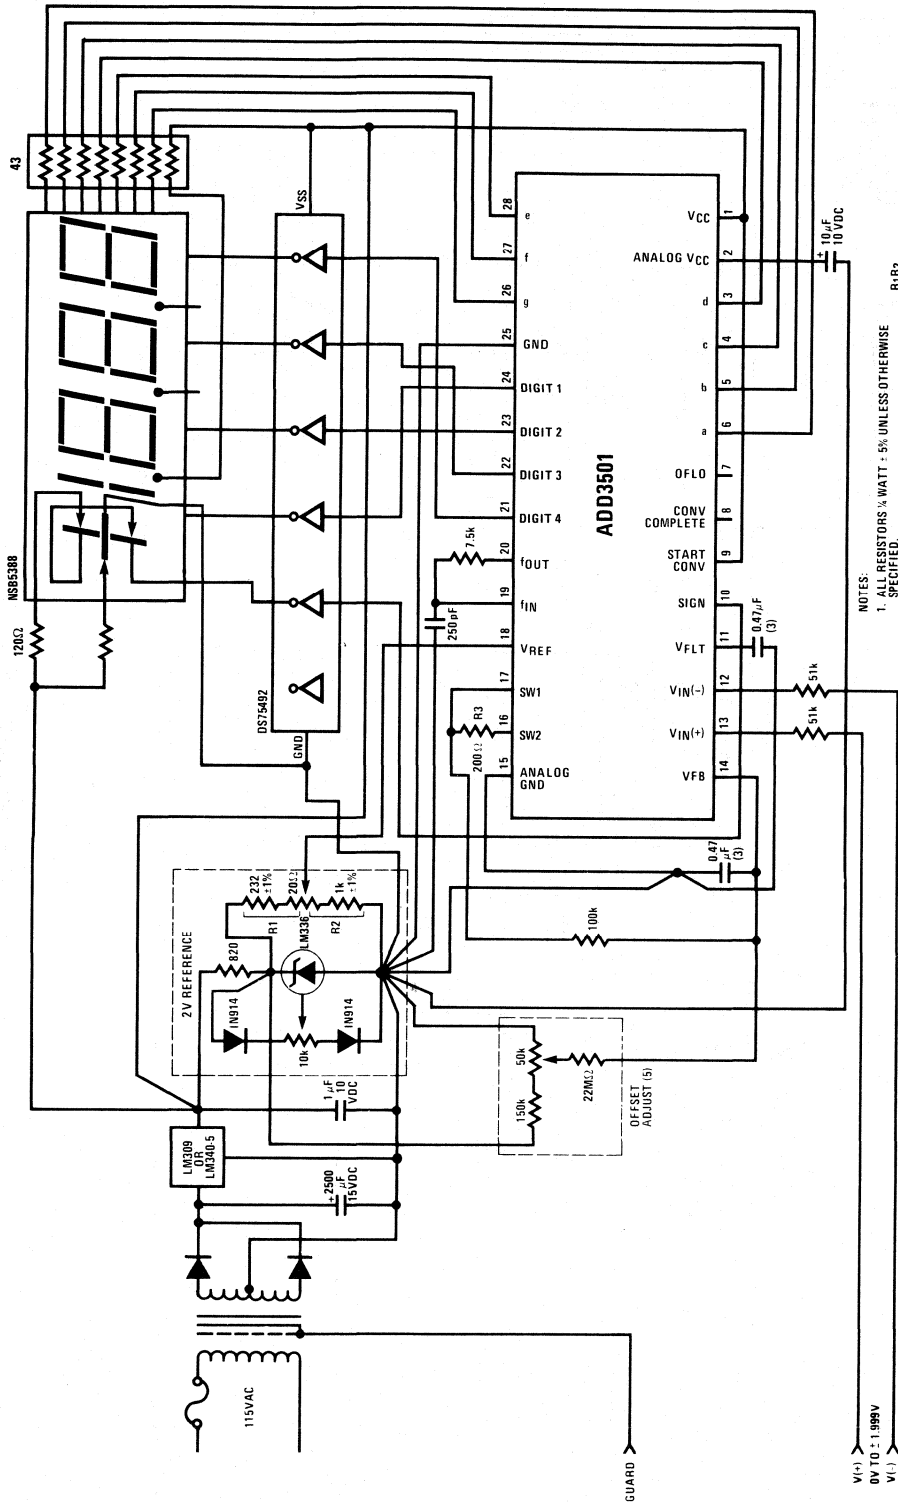 43
NSB5388
120Ω
DS75492
VSS
GND
28
27
26
25
24
23
22
21
20
19
18
17
16
15
e
f
g
GND
DIGIT 1
DIGIT 2
DIGIT 3
DIGIT 4
fOUT
fIN
VREF
SW1
SW2
ANALOG
GND
ADD3501
VCC
ANALOG VCC
d
c
b
a
OFLO
CONV
COMPLETE
START
CONV
SIGN
VFLT
VIN(-)
VIN(+)
VFB
1
2
3
4
5
6
7
8
9
10
11
12
13
14
7.5k
250 pF
R3
200Ω
+ 10 μF
10 VDC
0.47μF
(3)
51k
51k
0.47
μF
(3)
100k
2V REFERENCE
232
±1%
20Ω
1k
±1%
R1
R2
LM336
820
IN914
10k
IN914
1 μF
10
VDC
LM309
OR
LM340-5
+ 2500
μF
15VDC
150k
50k
22MΩ
OFFSET
ADJUST (5)
115VAC
GUARD
V(+)
0V TO ± 1.999V
V(-)
NOTES:
1. ALL RESISTORS ¼ WATT ± 5% UNLESS OTHERWISE
SPECIFIED.